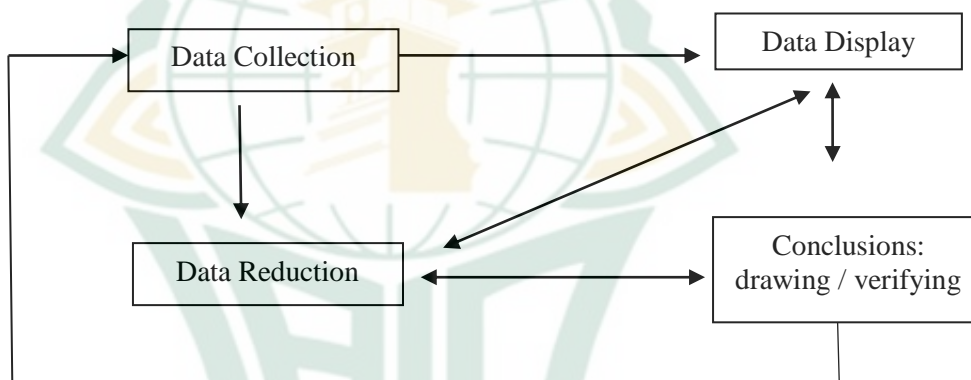 Data Collection
Data Display
Data Reduction
Conclusions:
drawing / verifying